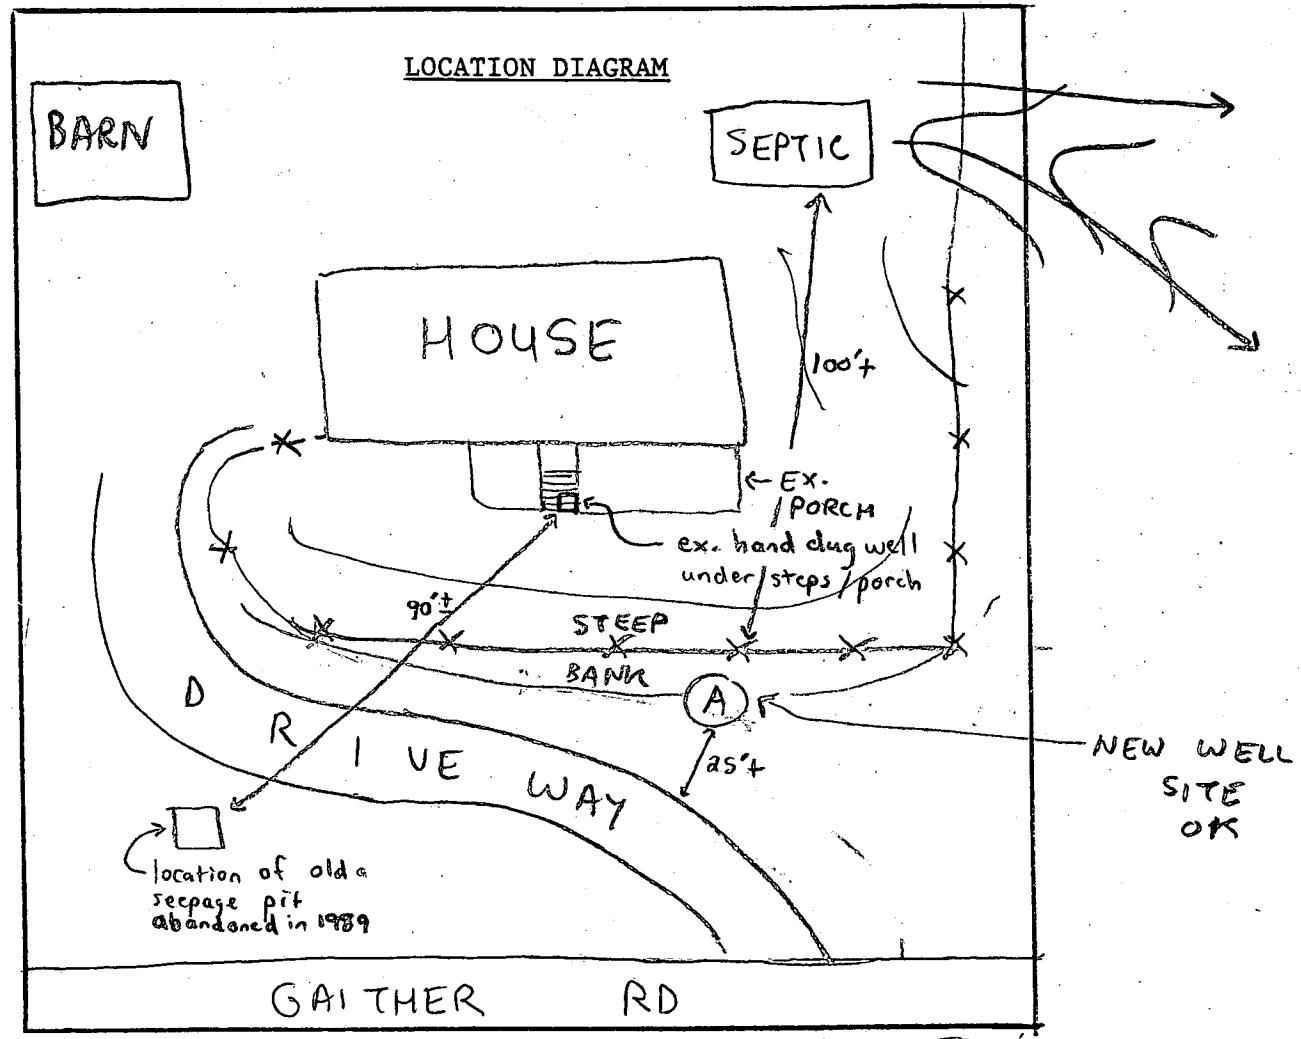 LOCATION DIAGRAM
BARN
SEPTIC
HOUSE
100'±
← EX.
PORCH
ex. hand dug well
under steps / porch
90'±
STEEP
BANK
A
25'±
NEW WELL
SITE
OK
DRIVE WAY
location of old
seepage pit
abandoned in 1989
GAITHER RD